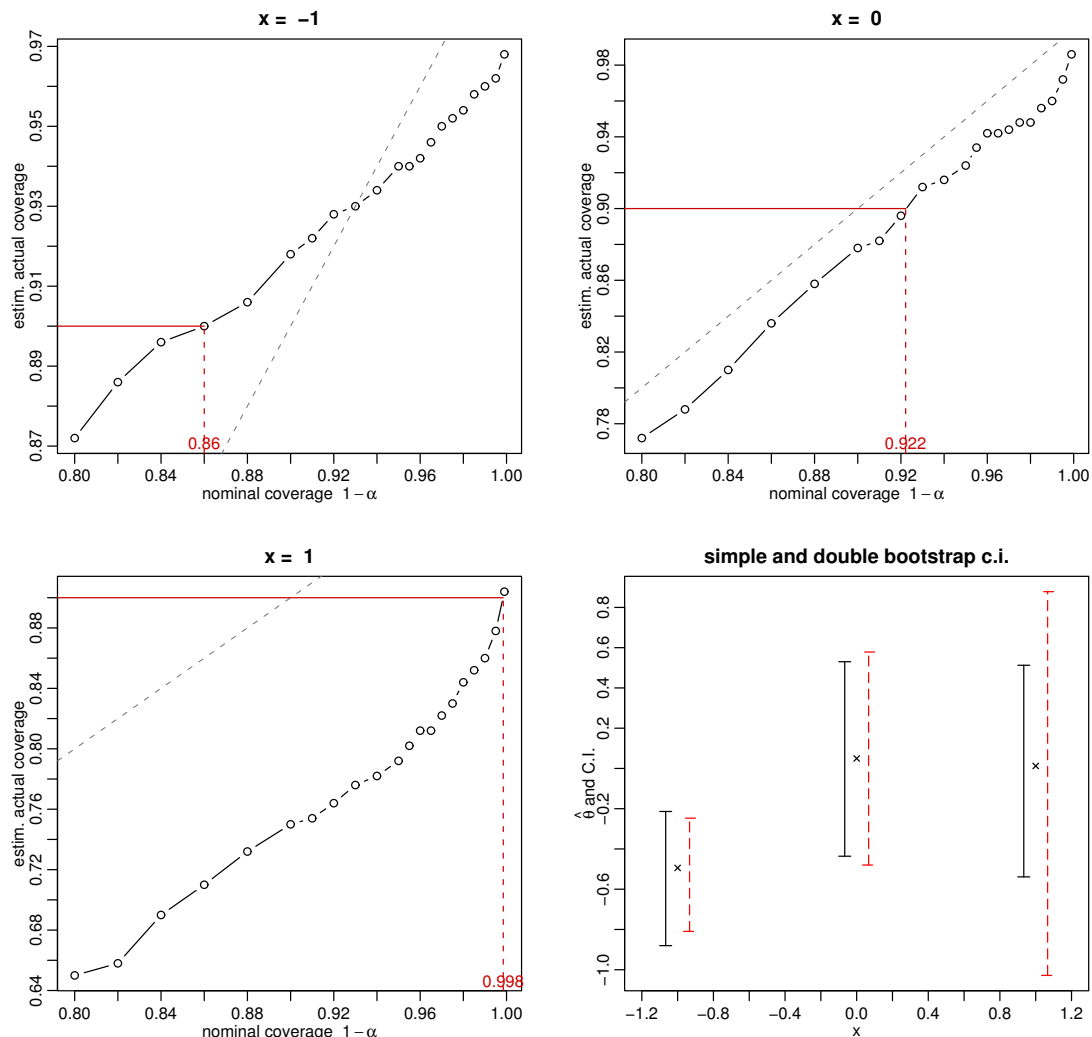 x = −1
estim. actual coverage
0.97
0.95
0.93
0.91
0.89
0.87
0.86
0.80 0.84 0.88 0.92 0.96 1.00
nominal coverage 1 − α
x = 0
estim. actual coverage
0.98
0.94
0.90
0.86
0.82
0.78
0.922
0.80 0.84 0.88 0.92 0.96 1.00
nominal coverage 1 − α
x = 1
estim. actual coverage
0.88
0.84
0.80
0.76
0.72
0.68
0.64
0.998
0.80 0.84 0.88 0.92 0.96 1.00
nominal coverage 1 − α
simple and double bootstrap c.i.
θ̂ and C.I.
0.8
0.6
0.4
0.2
−0.2
−0.6
−1.0
−1.2 −0.8 −0.4 0.0 0.4 0.8 1.2
x